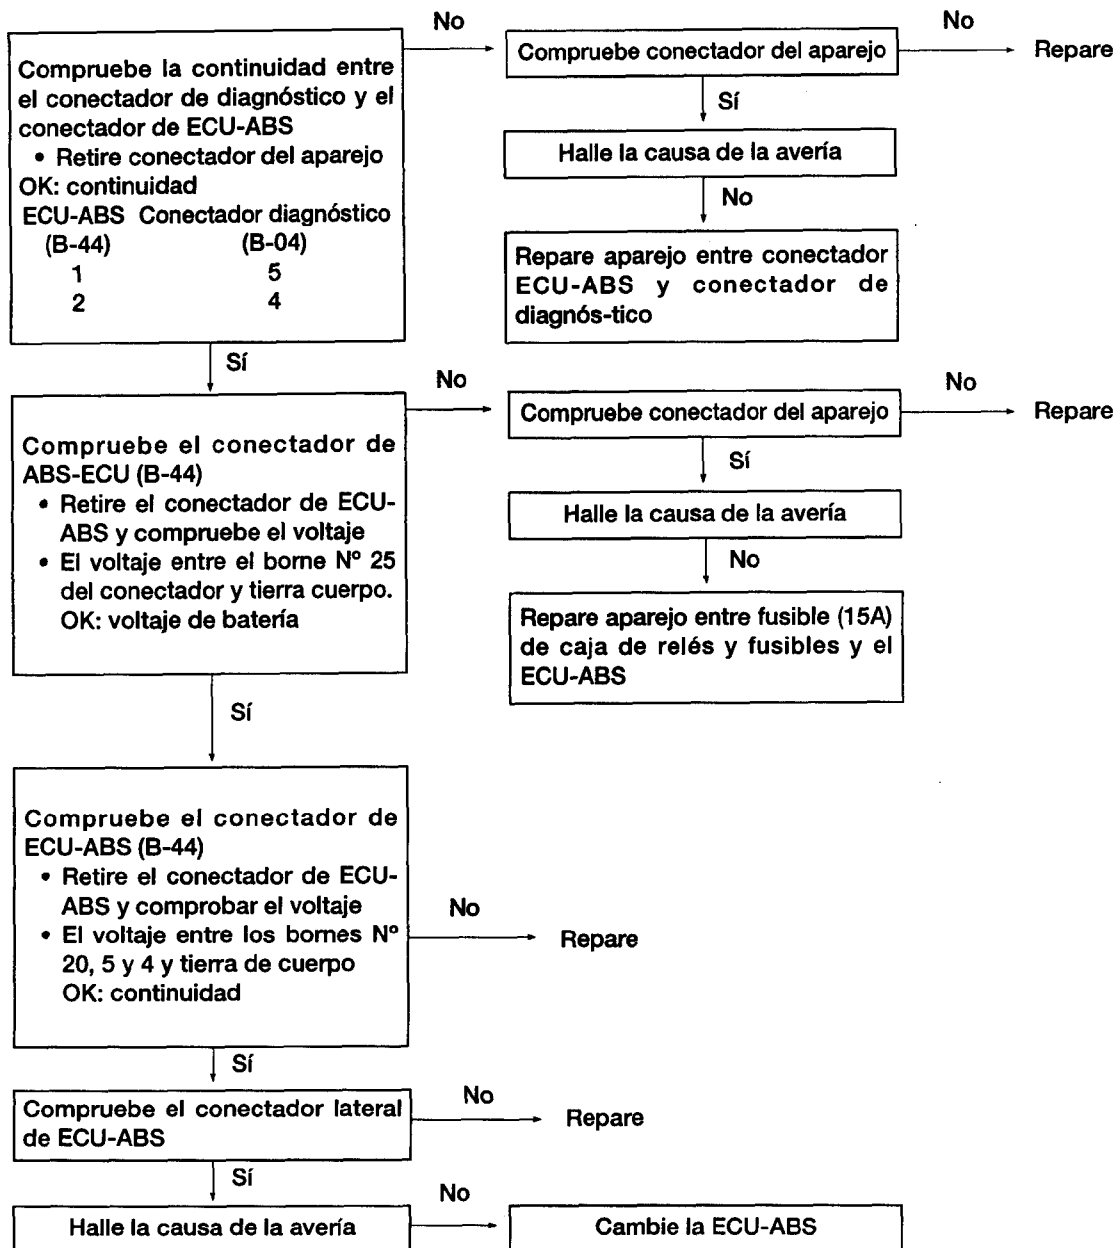 No
No
Compruebe la continuidad entre
el conectador de diagnóstico y el
conectador de ECU-ABS
• Retire conectador del aparejo
OK: continuidad
ECU-ABS Conectador diagnóstico
(B-44) (B-04)
1 5
2 4
Compruebe conectador del aparejo
Repare
Sí
Halle la causa de la avería
No
Repare aparejo entre conectador
ECU-ABS y conectador de
diagnós-tico
Sí
No
No
Compruebe el conectador de
ABS-ECU (B-44)
• Retire el conectador de ECU-
ABS y compruebe el voltaje
• El voltaje entre el borne Nº 25
del conectador y tierra cuerpo.
OK: voltaje de batería
Compruebe conectador del aparejo
Repare
Sí
Halle la causa de la avería
No
Repare aparejo entre fusible (15A)
de caja de relés y fusibles y el
ECU-ABS
Sí
Compruebe el conectador de
ECU-ABS (B-44)
• Retire el conectador de ECU-
ABS y comprobar el voltaje
• El voltaje entre los bornes Nº
20, 5 y 4 y tierra de cuerpo
OK: continuidad
No
Repare
Sí
Compruebe el conectador lateral
de ECU-ABS
No
Repare
Sí
Halle la causa de la avería
No
Cambie la ECU-ABS